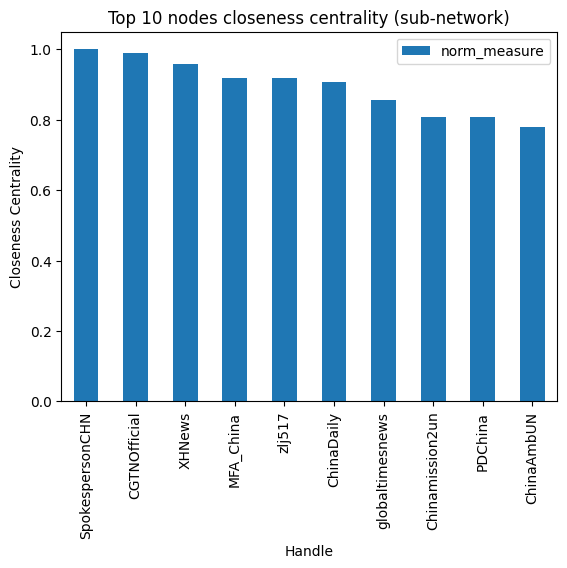 Top 10 nodes closeness centrality (sub-network)
norm_measure
Closeness Centrality
1.0
0.8
0.6
0.4
0.2
0.0
SpokespersonCHN
CGTNOfficial
XHNews
MFA_China
zlj517
ChinaDaily
globaltimesnews
Chinamission2un
PDChina
ChinaAmbUN
Handle